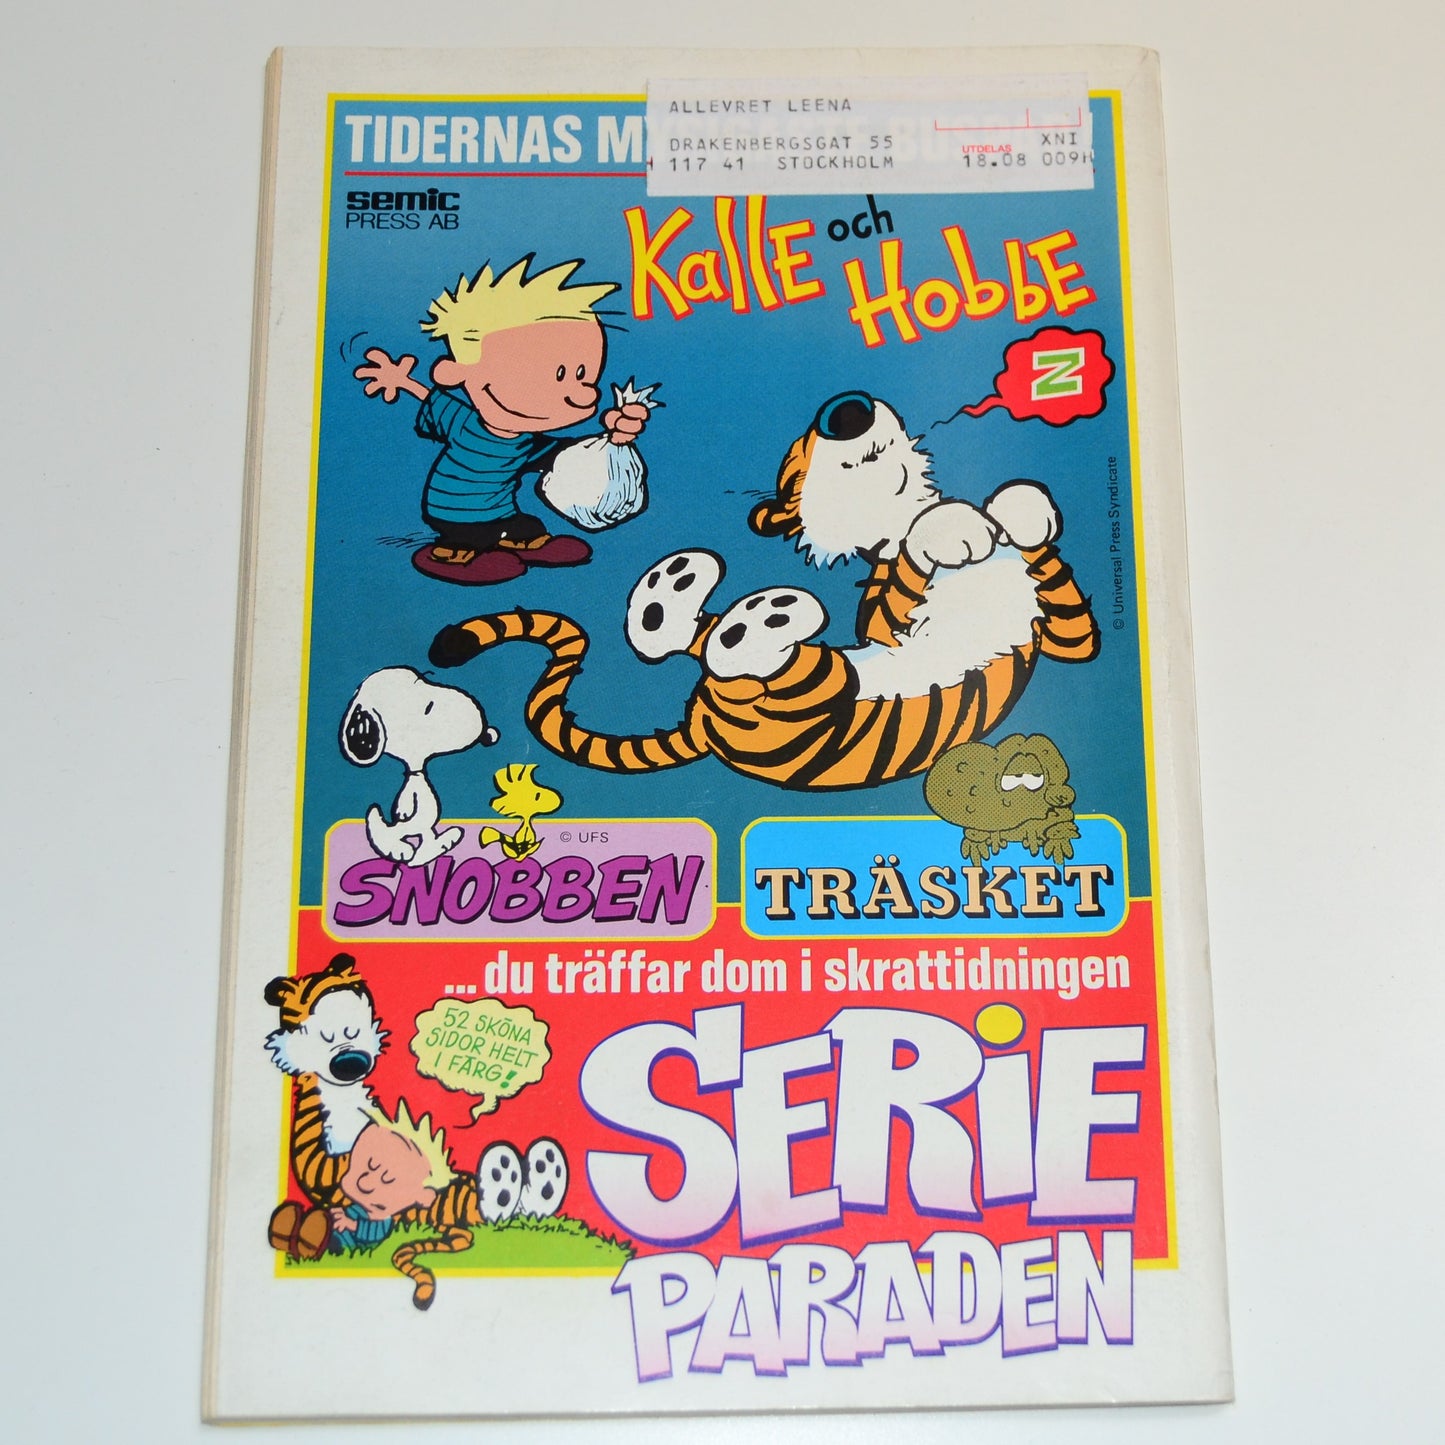 ALLEVRET LEENA
DRAKENBERGSGAT 55
117 41 STOCKHOLM
UTDELAS
XNI
18.08 009H
TIDERNAS
semic
PRESS AB
Kalle och Hobbe
Z
© Universal Press Syndicate
© UFS
SNOBBEN
TRÄSKET
...du träffar dom i skrattidningen
52 SKÖNA
SIDOR HELT
I FÄRG!
SERiE
PARADEN